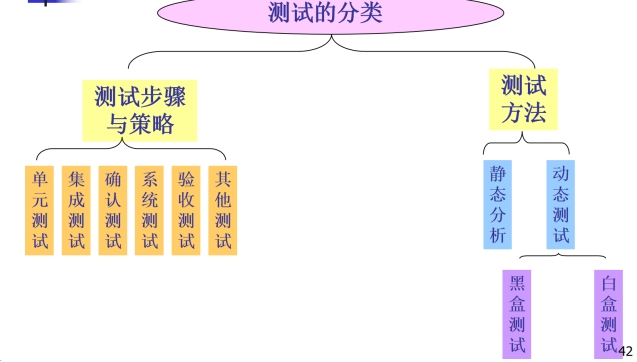 测试的分类
测试步骤
与策略
测试
方法
单元测试
集成测试
确认测试
系统测试
验收测试
其他测试
静态分析
动态测试
黑盒测试
白盒测试
42